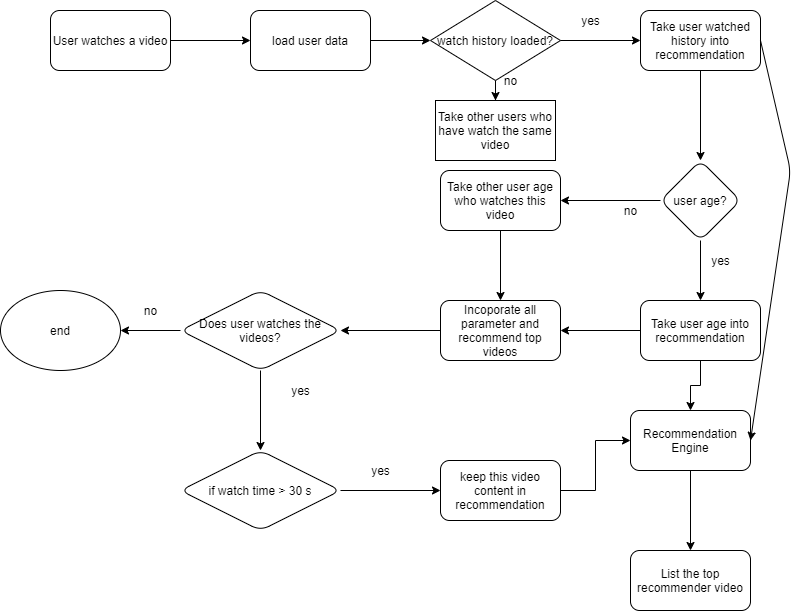 User watches a video
load user data
watch history loaded?
yes
Take user watched
history into
recommendation
no
Take other users who
have watch the same
video
Take other user age
who watches this
video
no
user age?
yes
end
no
Does user watches the
videos?
Incoporate all
parameter and
recommend top
videos
Take user age into
recommendation
yes
Recommendation
Engine
if watch time > 30 s
yes
keep this video
content in
recommendation
List the top
recommender video